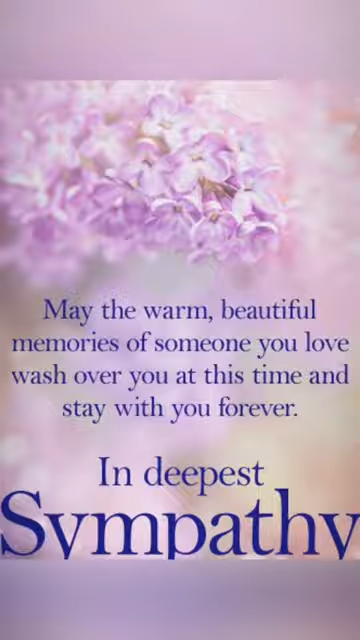 May the warm, beautiful
memories of someone you love
wash over you at this time and
stay with you forever.
In deepest
Sympathy